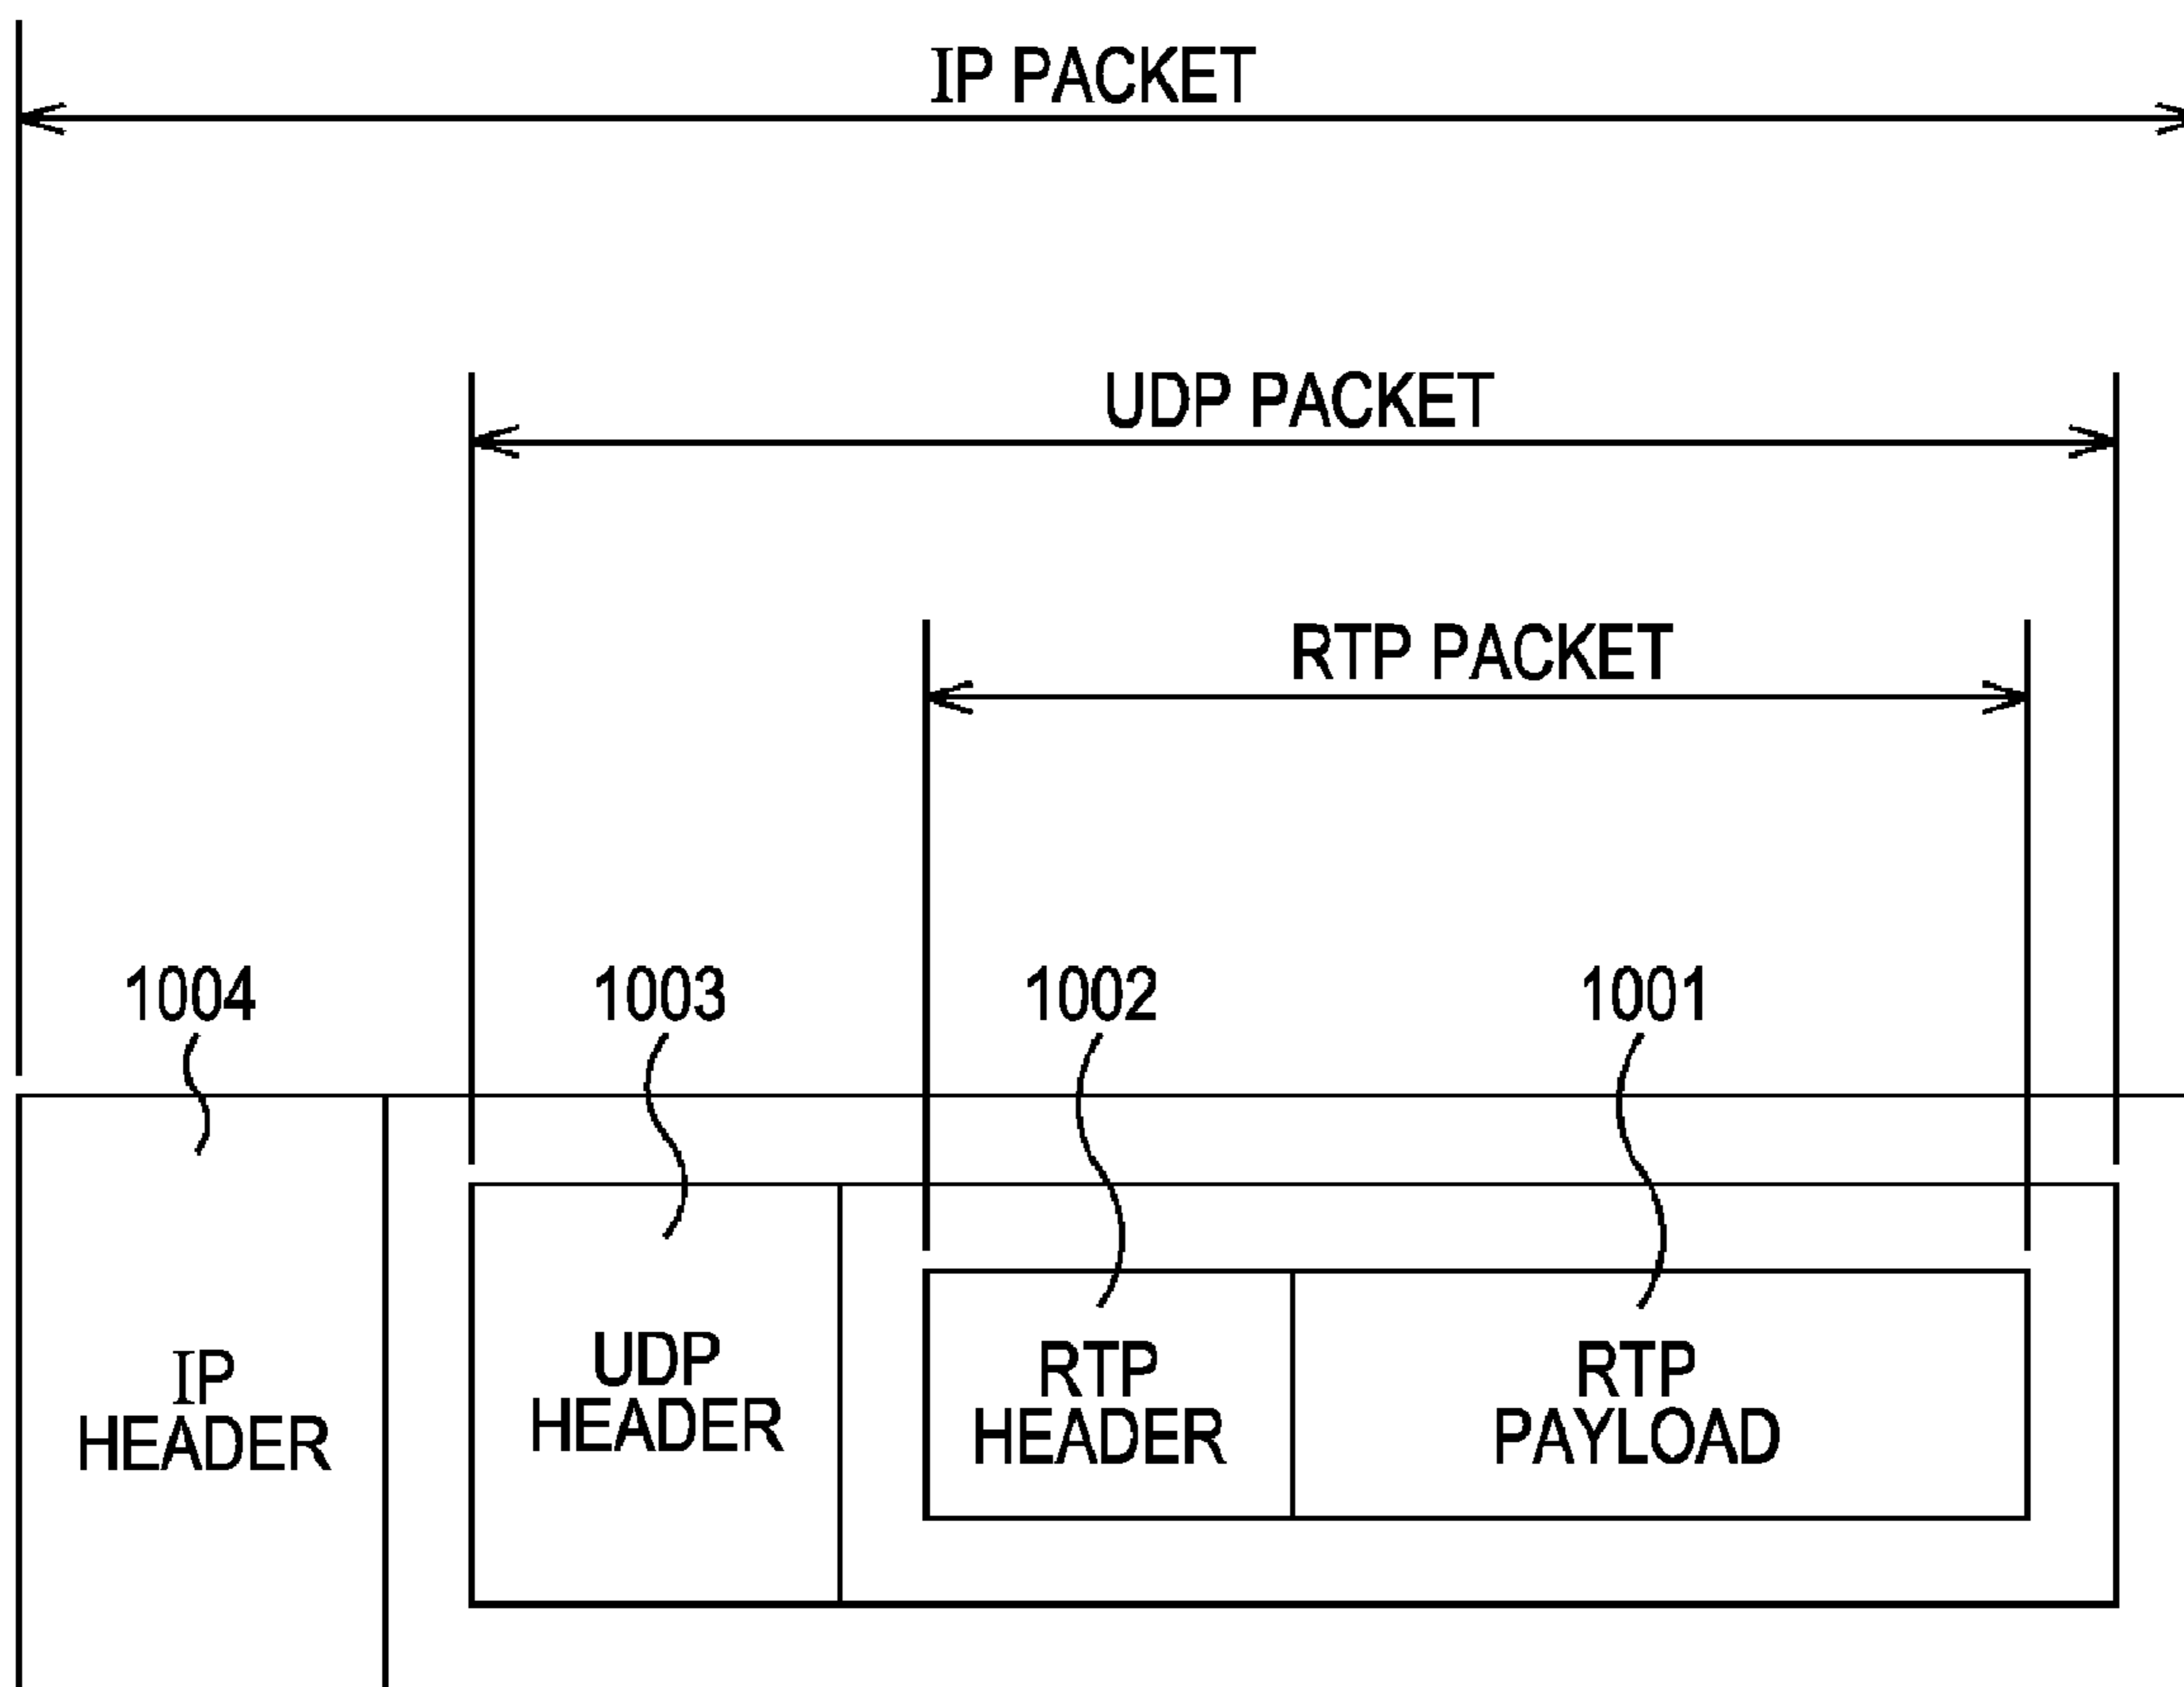 IP PACKET
UDP PACKET
RTP PACKET
1004
1003
1002
1001
IP
HEADER
UDP
HEADER
RTP
HEADER
RTP
PAYLOAD